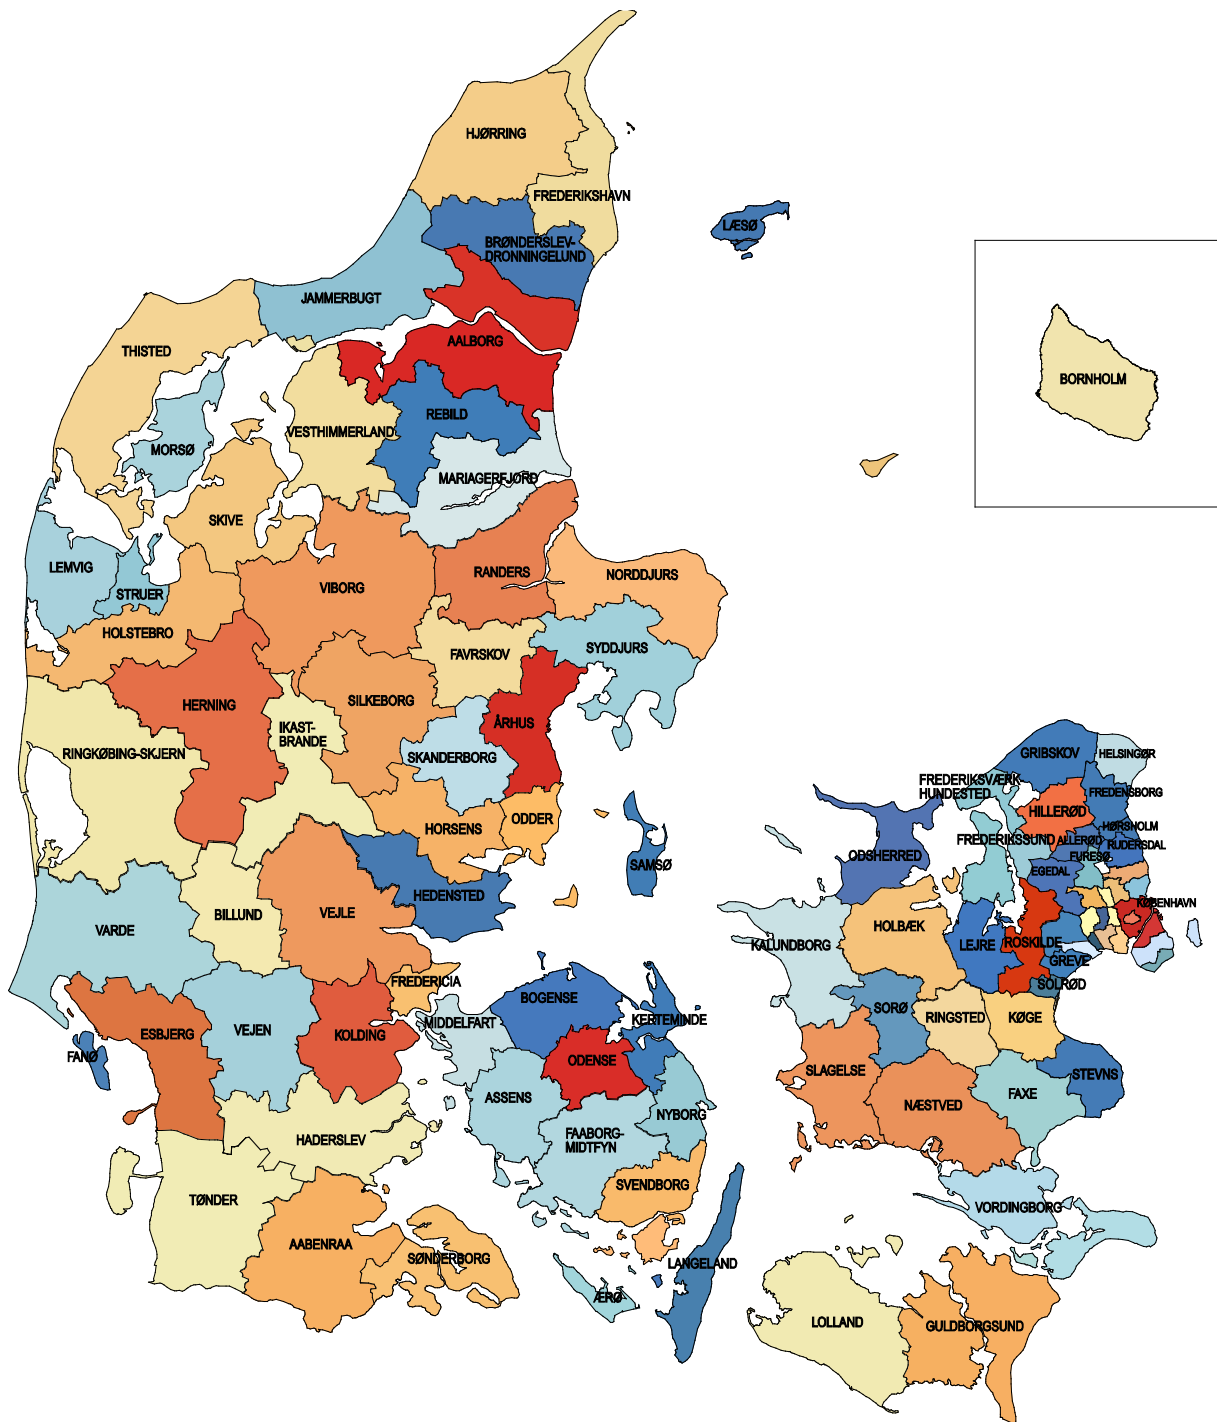 HJØRRING
FREDERIKSHAVN
LÆSØ
BRØNDERSLEV-
DRONNINGELUND
JAMMERBUGT
AALBORG
THISTED
BORNHOLM
REBILD
VESTHIMMERLAND
MORSØ
MARIAGERFJORD
SKIVE
LEMVIG
STRUER
VIBORG
RANDERS
NORDDJURS
HOLSTEBRO
FAVRSKOV
SYDDJURS
HERNING
SILKEBORG
ÅRHUS
IKAST-
BRANDE
RINGKØBING-SKJERN
SKANDERBORG
GRIBSKOV
HELSINGØR
FREDERIKSVÆRK-
HUNDESTED
FREDENSBORG
HILLERØD
HORSENS
ODDER
HØRSHOLM
FREDERIKSSUND
ALLERØD
RUDERSDAL
FURESØ
ODSHERRED
EGEDAL
SAMSØ
HEDENSTED
BILLUND
VEJLE
KØBENHAVN
VARDE
HOLBÆK
KALUNDBORG
LEJRE
ROSKILDE
GREVE
SOLRØD
FREDERICIA
BOGENSE
SORØ
RINGSTED
KØGE
MIDDELFART
KERTEMINDE
ESBJERG
VEJEN
KOLDING
FANØ
ODENSE
SLAGELSE
STEVNS
ASSENS
NÆSTVED
FAXE
NYBORG
HADERSLEV
FAABORG-
MIDTFYN
SVENDBORG
TØNDER
VORDINGBORG
AABENRAA
SØNDERBORG
LANGELAND
ÆRØ
LOLLAND
GULDBORGSUND